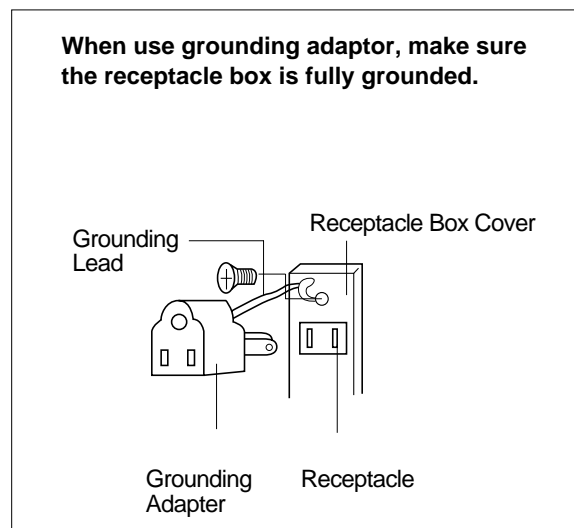 When use grounding adaptor, make sure
the receptacle box is fully grounded.
Receptacle Box Cover
Grounding
Lead
Grounding
Adapter
Receptacle